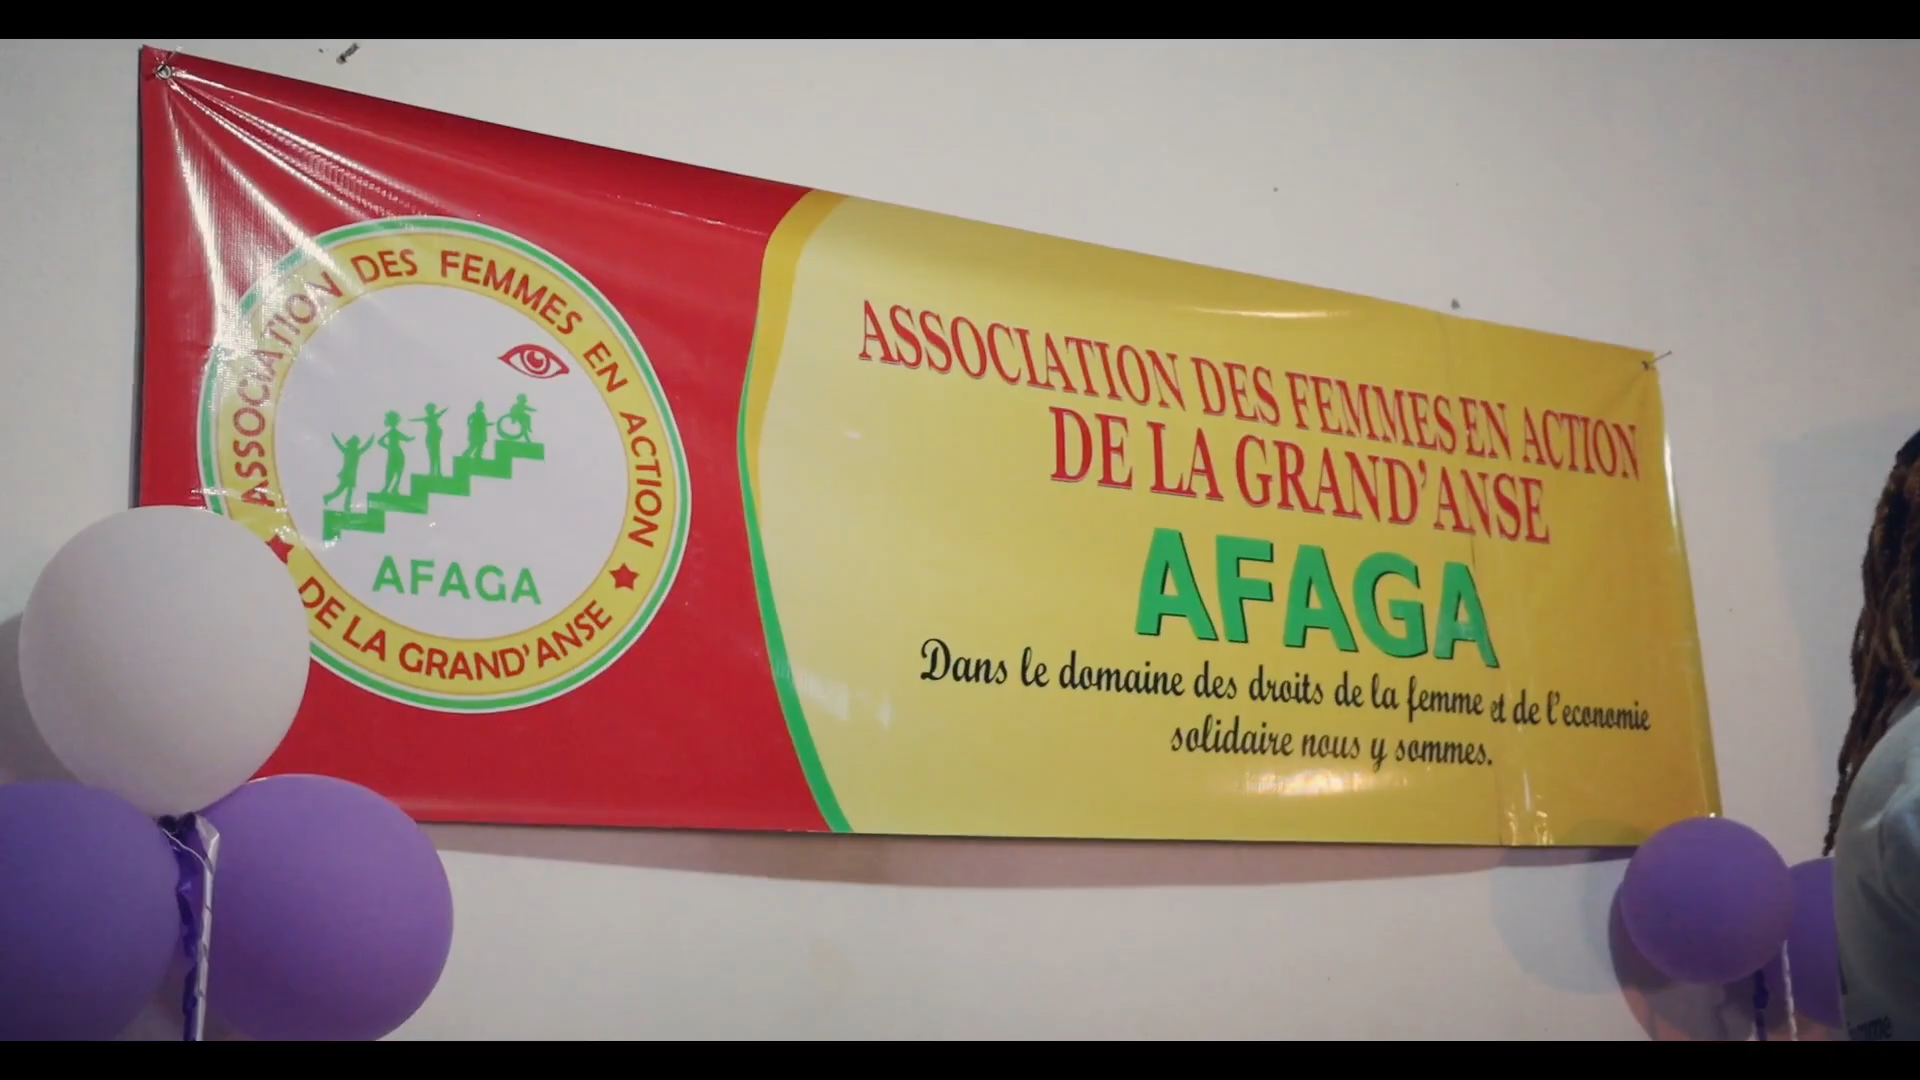 ASSOCIATION DES FEMMES EN ACTION
DE LA GRAND'ANSE
AFAGA
ASSOCIATION DES FEMMES EN ACTION
DE LA GRAND'ANSE
AFAGA
Dans le domaine des droits de la femme et de l'economie
solidaire nous y sommes.